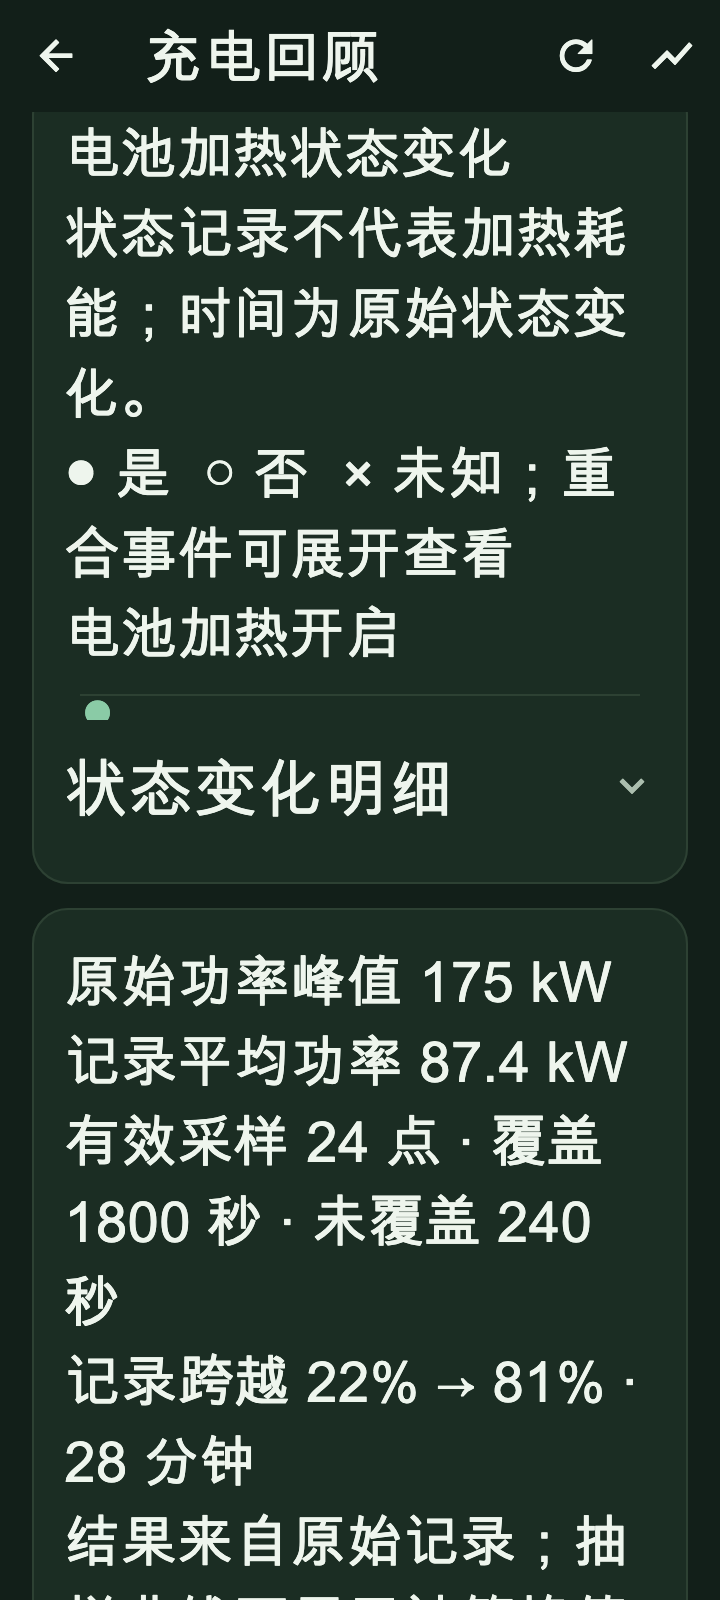 充电回顾
电池加热状态变化
状态记录不代表加热耗
能；时间为原始状态变
化。
● 是 ○ 否 × 未知；重
合事件可展开查看
电池加热开启
状态变化明细
原始功率峰值 175 kW
记录平均功率 87.4 kW
有效采样 24 点 · 覆盖
1800 秒 · 未覆盖 240
秒
记录跨越 22% → 81% ·
28 分钟
结果来自原始记录；抽